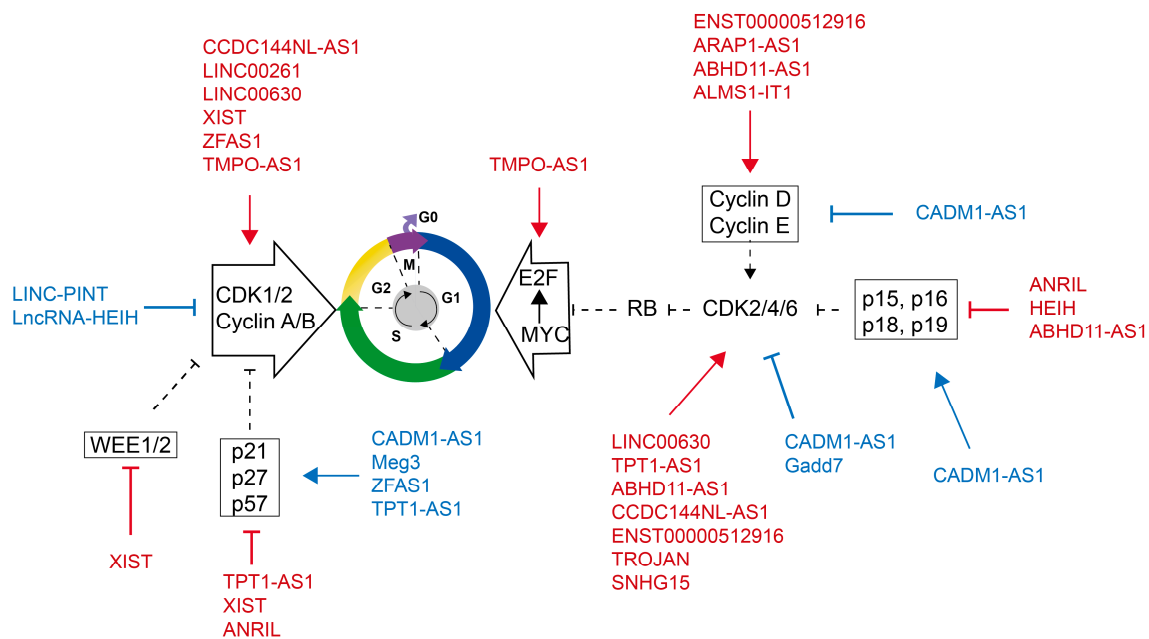 ENST00000512916
ARAP1-AS1
ABHD11-AS1
ALMS1-IT1
CCDC144NL-AS1
LINC00261
LINC00630
XIST
ZFAS1
TMPO-AS1
TMPO-AS1
Cyclin D
Cyclin E
CADM1-AS1
G0
M
G2
G1
S
E2F
MYC
LINC-PINT
LncRNA-HEIH
CDK1/2
Cyclin A/B
RB
CDK2/4/6
p15, p16
p18, p19
ANRIL
HEIH
ABHD11-AS1
WEE1/2
p21
p27
p57
CADM1-AS1
Meg3
ZFAS1
TPT1-AS1
LINC00630
TPT1-AS1
ABHD11-AS1
CCDC144NL-AS1
ENST00000512916
TROJAN
SNHG15
CADM1-AS1
Gadd7
CADM1-AS1
XIST
TPT1-AS1
XIST
ANRIL